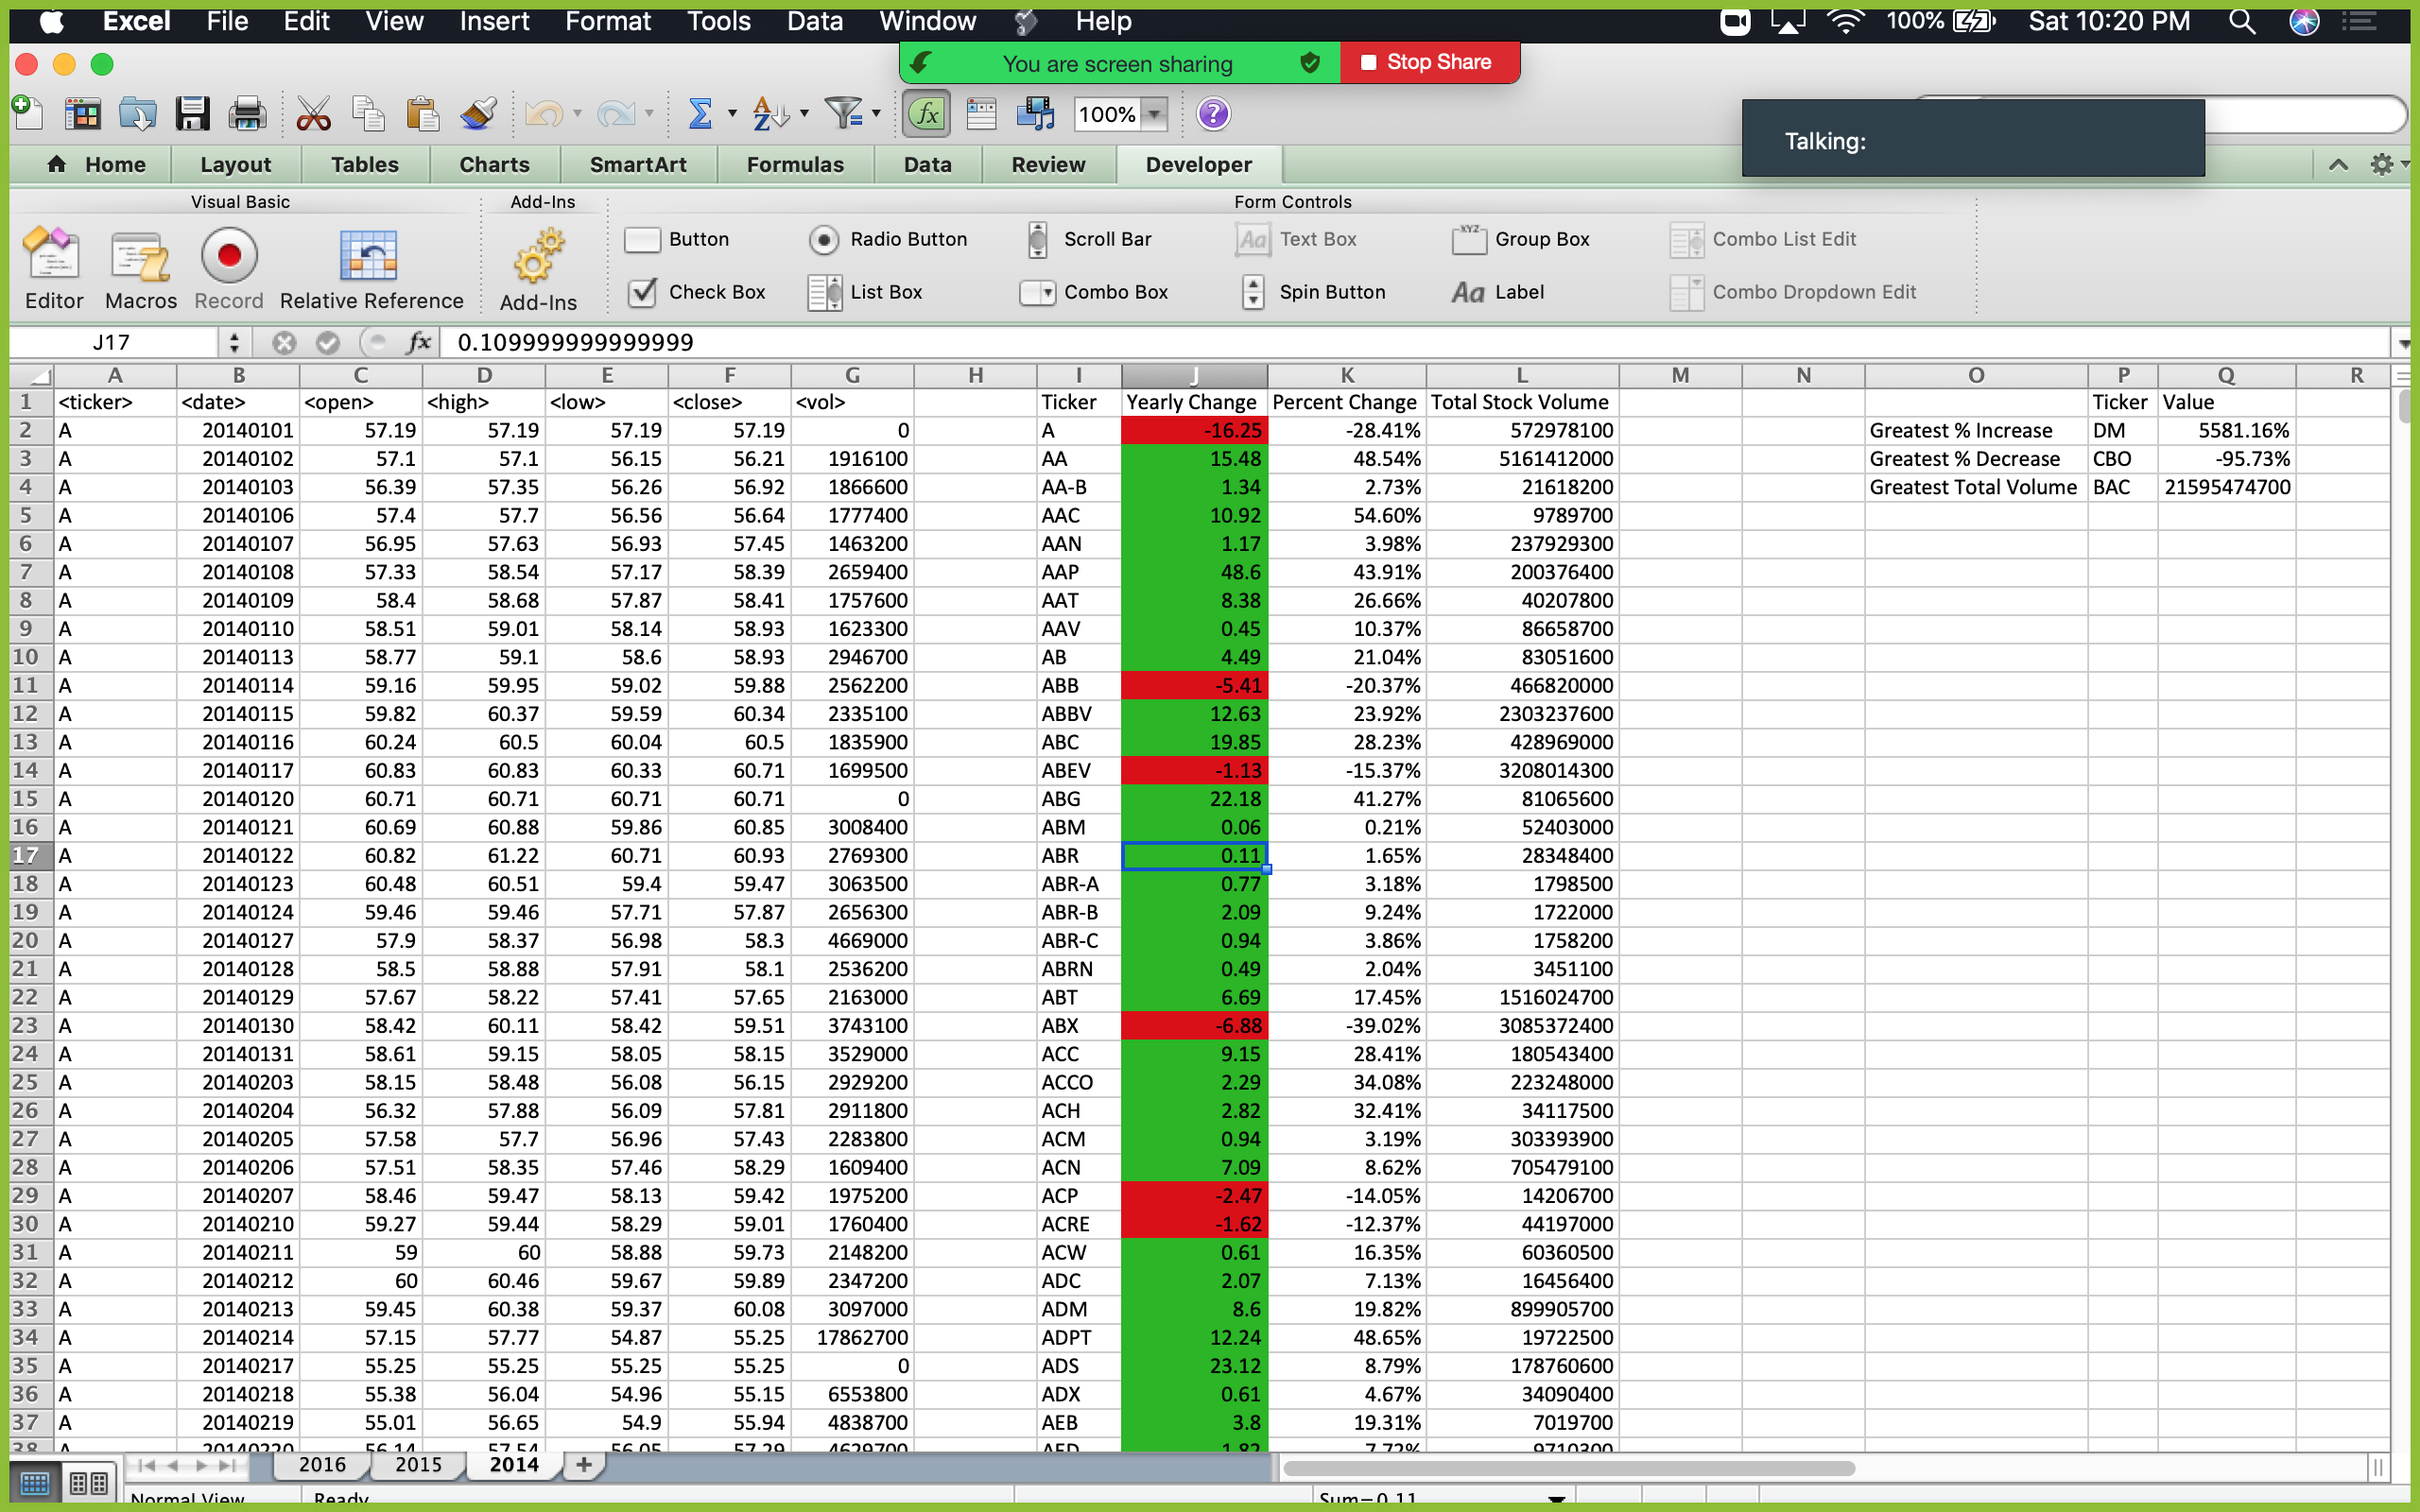 Excel File Edit View Insert Format Tools Data Window Help 100% Sat 10:20 PM
You are screen sharing Stop Share
100%
Talking:
Home Layout Tables Charts SmartArt Formulas Data Review Developer
Visual Basic Add-Ins Form Controls
Button Radio Button Scroll Bar Aa Text Box XYZ Group Box Combo List Edit
Editor Macros Record Relative Reference Add-Ins Check Box List Box Combo Box Spin Button Aa Label Combo Dropdown Edit
J17 fx 0.109999999999999
A B C D E F G H I J K L M N O P Q R
1 <ticker> <date> <open> <high> <low> <close> <vol> Ticker Yearly Change Percent Change Total Stock Volume Ticker Value
2 A 20140101 57.19 57.19 57.19 57.19 0 A -16.25 -28.41% 572978100 Greatest % Increase DM 5581.16%
3 A 20140102 57.1 57.1 56.15 56.21 1916100 AA 15.48 48.54% 5161412000 Greatest % Decrease CBO -95.73%
4 A 20140103 56.39 57.35 56.26 56.92 1866600 AA-B 1.34 2.73% 21618200 Greatest Total Volume BAC 21595474700
5 A 20140106 57.4 57.7 56.56 56.64 1777400 AAC 10.92 54.60% 9789700
6 A 20140107 56.95 57.63 56.93 57.45 1463200 AAN 1.17 3.98% 237929300
7 A 20140108 57.33 58.54 57.17 58.39 2659400 AAP 48.6 43.91% 200376400
8 A 20140109 58.4 58.68 57.87 58.41 1757600 AAT 8.38 26.66% 40207800
9 A 20140110 58.51 59.01 58.14 58.93 1623300 AAV 0.45 10.37% 86658700
10 A 20140113 58.77 59.1 58.6 58.93 2946700 AB 4.49 21.04% 83051600
11 A 20140114 59.16 59.95 59.02 59.88 2562200 ABB -5.41 -20.37% 466820000
12 A 20140115 59.82 60.37 59.59 60.34 2335100 ABBV 12.63 23.92% 2303237600
13 A 20140116 60.24 60.5 60.04 60.5 1835900 ABC 19.85 28.23% 428969000
14 A 20140117 60.83 60.83 60.33 60.71 1699500 ABEV -1.13 -15.37% 3208014300
15 A 20140120 60.71 60.71 60.71 60.71 0 ABG 22.18 41.27% 81065600
16 A 20140121 60.69 60.88 59.86 60.85 3008400 ABM 0.06 0.21% 52403000
17 A 20140122 60.82 61.22 60.71 60.93 2769300 ABR 0.11 1.65% 28348400
18 A 20140123 60.48 60.51 59.4 59.47 3063500 ABR-A 0.77 3.18% 1798500
19 A 20140124 59.46 59.46 57.71 57.87 2656300 ABR-B 2.09 9.24% 1722000
20 A 20140127 57.9 58.37 56.98 58.3 4669000 ABR-C 0.94 3.86% 1758200
21 A 20140128 58.5 58.88 57.91 58.1 2536200 ABRN 0.49 2.04% 3451100
22 A 20140129 57.67 58.22 57.41 57.65 2163000 ABT 6.69 17.45% 1516024700
23 A 20140130 58.42 60.11 58.42 59.51 3743100 ABX -6.88 -39.02% 3085372400
24 A 20140131 58.61 59.15 58.05 58.15 3529000 ACC 9.15 28.41% 180543400
25 A 20140203 58.15 58.48 56.08 56.15 2929200 ACCO 2.29 34.08% 223248000
26 A 20140204 56.32 57.88 56.09 57.81 2911800 ACH 2.82 32.41% 34117500
27 A 20140205 57.58 57.7 56.96 57.43 2283800 ACM 0.94 3.19% 303393900
28 A 20140206 57.51 58.35 57.46 58.29 1609400 ACN 7.09 8.62% 705479100
29 A 20140207 58.46 59.47 58.13 59.42 1975200 ACP -2.47 -14.05% 14206700
30 A 20140210 59.27 59.44 58.29 59.01 1760400 ACRE -1.62 -12.37% 44197000
31 A 20140211 59 60 58.88 59.73 2148200 ACW 0.61 16.35% 60360500
32 A 20140212 60 60.46 59.67 59.89 2347200 ADC 2.07 7.13% 16456400
33 A 20140213 59.45 60.38 59.37 60.08 3097000 ADM 8.6 19.82% 899905700
34 A 20140214 57.15 57.77 54.87 55.25 17862700 ADPT 12.24 48.65% 19722500
35 A 20140217 55.25 55.25 55.25 55.25 0 ADS 23.12 8.79% 178760600
36 A 20140218 55.38 56.04 54.96 55.15 6553800 ADX 0.61 4.67% 34090400
37 A 20140219 55.01 56.65 54.9 55.94 4838700 AEB 3.8 19.31% 7019700
38 A 20140220 56.14 57.54 56.05 57.29 4629700 AED 1.82 7.72% 9710300
2016 2015 2014 +
Normal View Ready Sum=0.11